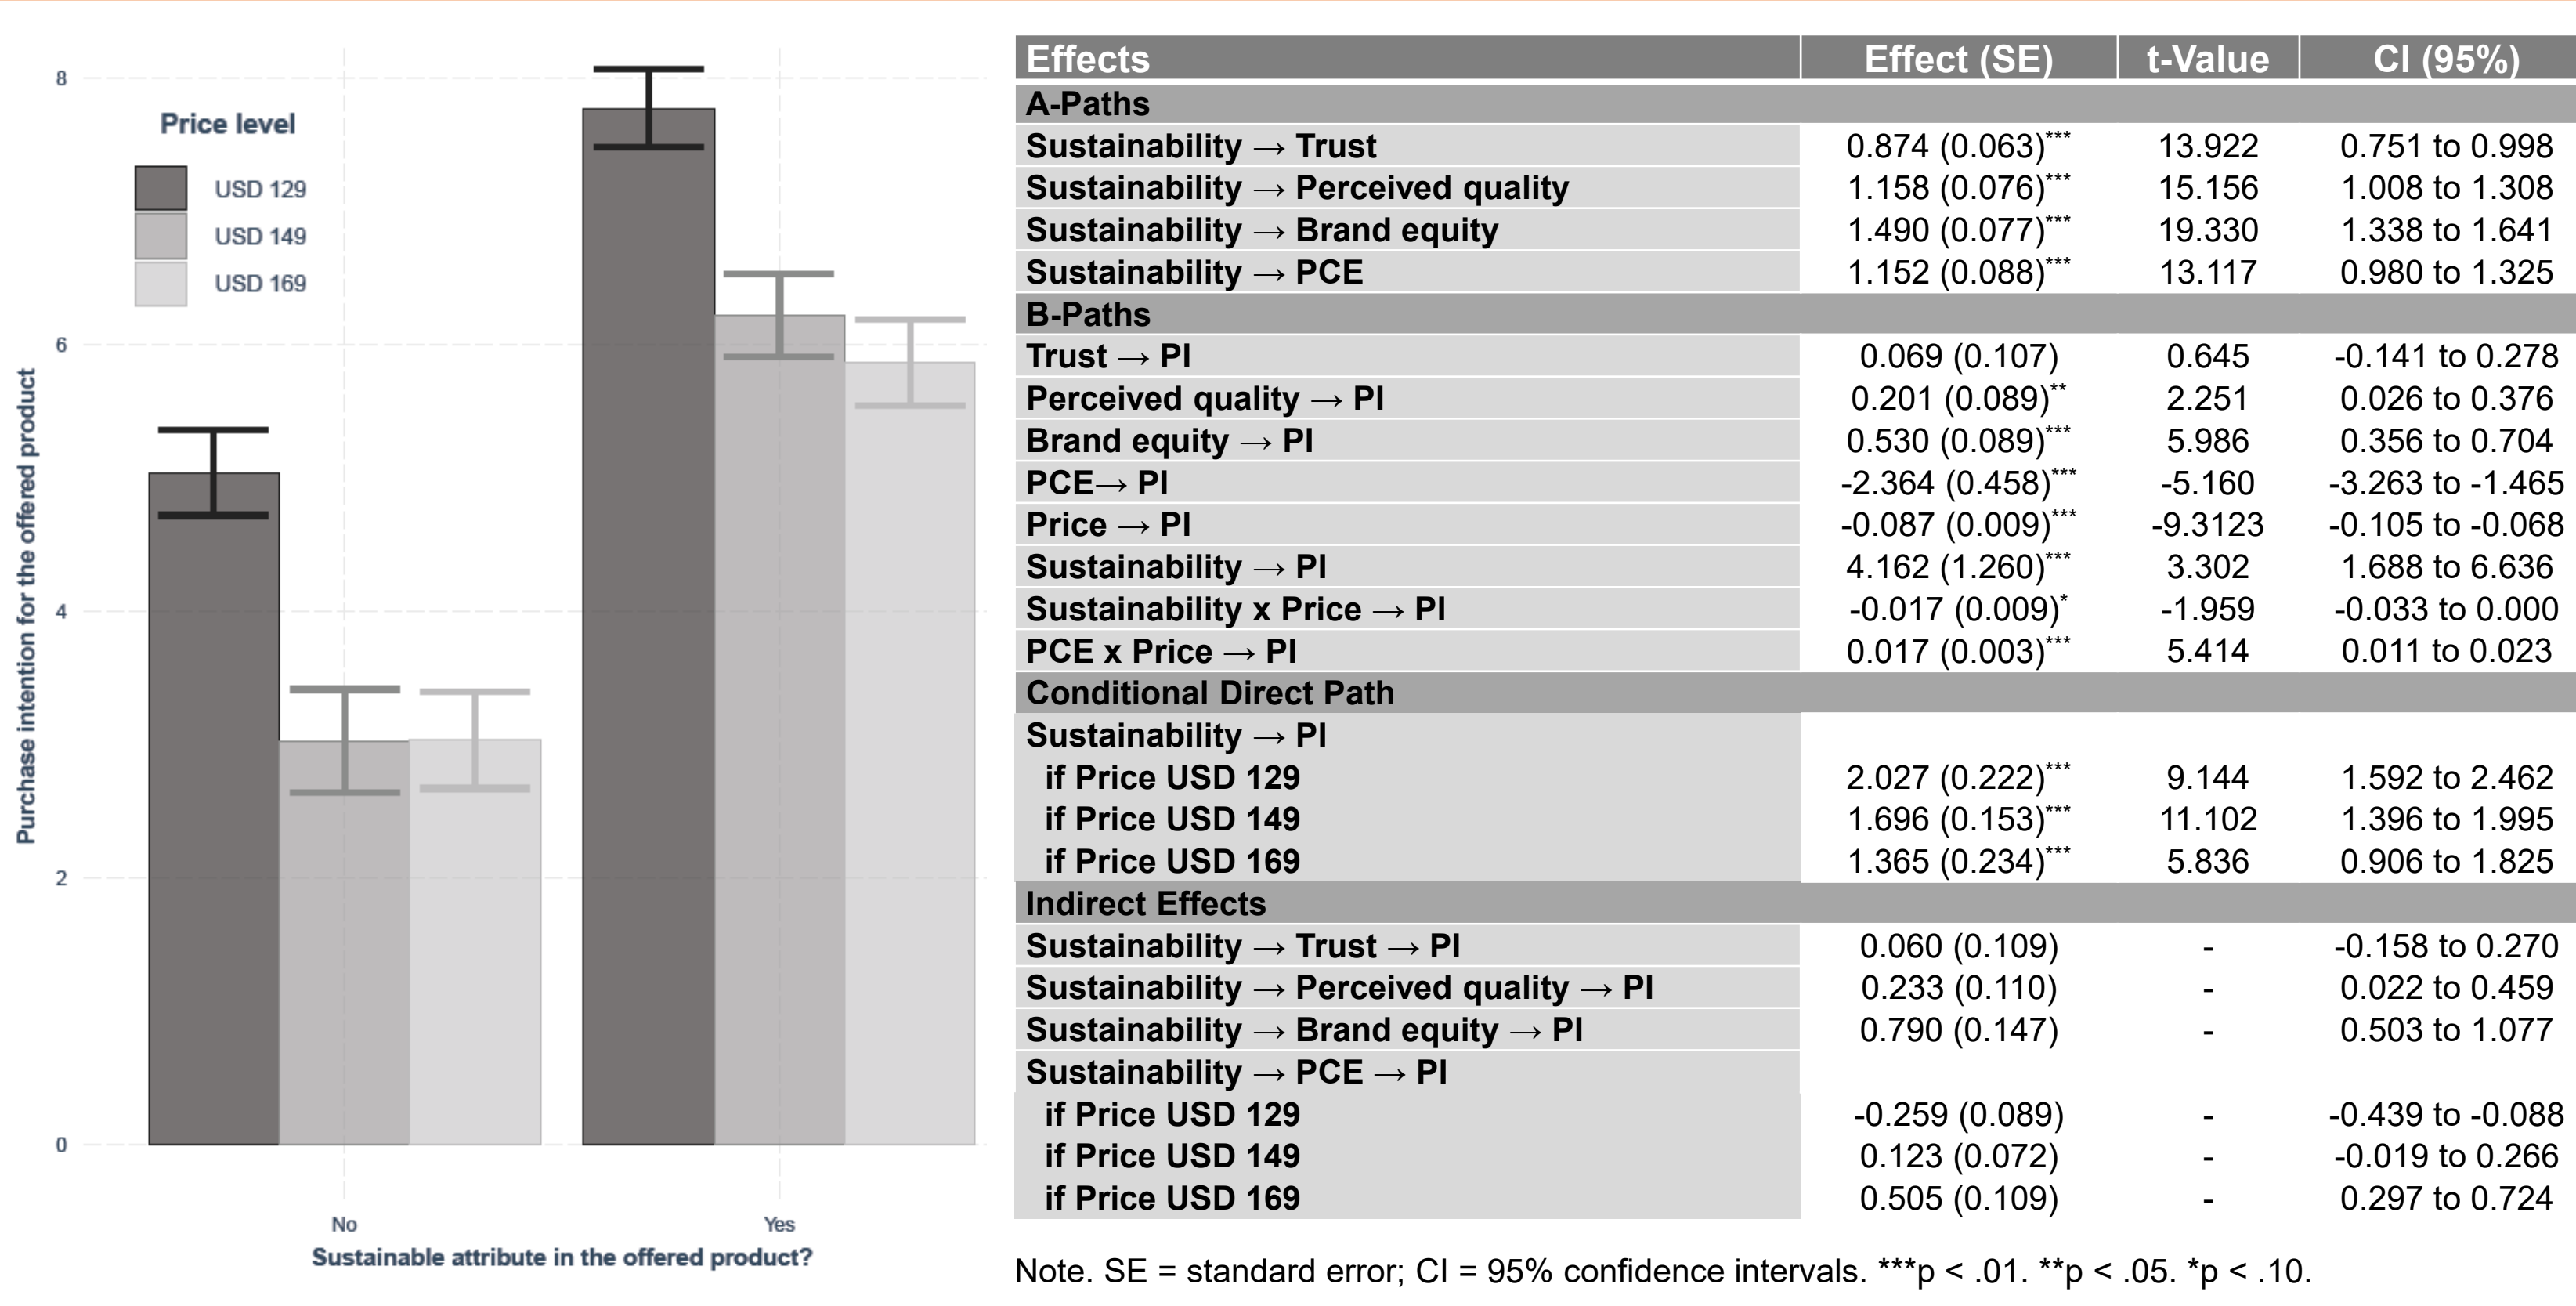 8
6
4
2
0
Purchase intention for the offered product
Price level
USD 129
USD 149
USD 169
No
Yes
Sustainable attribute in the offered product?
Effects Effect (SE) t-Value CI (95%)
A-Paths
Sustainability → Trust 0.874 (0.063)*** 13.922 0.751 to 0.998
Sustainability → Perceived quality 1.158 (0.076)*** 15.156 1.008 to 1.308
Sustainability → Brand equity 1.490 (0.077)*** 19.330 1.338 to 1.641
Sustainability → PCE 1.152 (0.088)*** 13.117 0.980 to 1.325
B-Paths
Trust → PI 0.069 (0.107) 0.645 -0.141 to 0.278
Perceived quality → PI 0.201 (0.089)** 2.251 0.026 to 0.376
Brand equity → PI 0.530 (0.089)*** 5.986 0.356 to 0.704
PCE→ PI -2.364 (0.458)*** -5.160 -3.263 to -1.465
Price → PI -0.087 (0.009)*** -9.3123 -0.105 to -0.068
Sustainability → PI 4.162 (1.260)*** 3.302 1.688 to 6.636
Sustainability x Price → PI -0.017 (0.009)* -1.959 -0.033 to 0.000
PCE x Price → PI 0.017 (0.003)*** 5.414 0.011 to 0.023
Conditional Direct Path
Sustainability → PI
if Price USD 129 2.027 (0.222)*** 9.144 1.592 to 2.462
if Price USD 149 1.696 (0.153)*** 11.102 1.396 to 1.995
if Price USD 169 1.365 (0.234)*** 5.836 0.906 to 1.825
Indirect Effects
Sustainability → Trust → PI 0.060 (0.109) - -0.158 to 0.270
Sustainability → Perceived quality → PI 0.233 (0.110) - 0.022 to 0.459
Sustainability → Brand equity → PI 0.790 (0.147) - 0.503 to 1.077
Sustainability → PCE → PI
if Price USD 129 -0.259 (0.089) - -0.439 to -0.088
if Price USD 149 0.123 (0.072) - -0.019 to 0.266
if Price USD 169 0.505 (0.109) - 0.297 to 0.724
Note. SE = standard error; CI = 95% confidence intervals. ***p < .01. **p < .05. *p < .10.